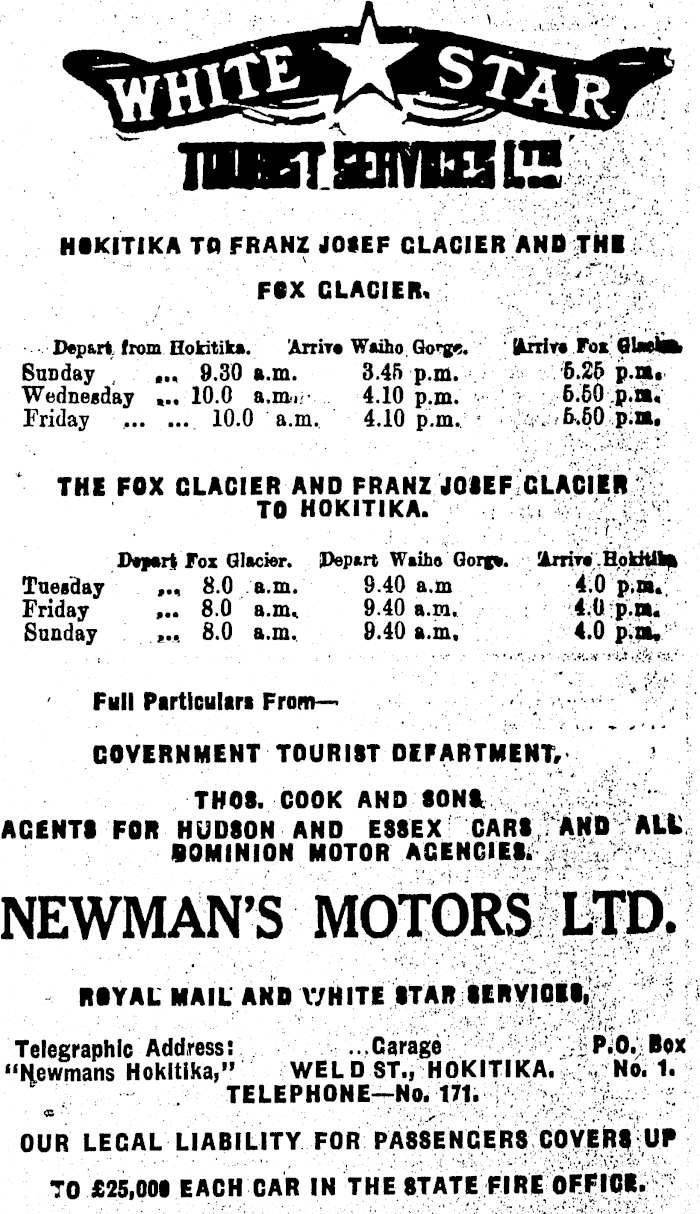 WHITE STAR
TOURIST SERVICES LTD
HOKITIKA TO FRANZ JOSEF GLACIER AND THE
FOX GLACIER.
Depart from Hokitika. Arrive Waiho Gorge. Arrive Fox Glacier.
Sunday ... 9.30 a.m. 3.45 p.m. 5.25 p.m.
Wednesday ... 10.0 a.m. 4.10 p.m. 5.50 p.m.
Friday ... ... 10.0 a.m. 4.10 p.m. 5.50 p.m.
THE FOX GLACIER AND FRANZ JOSEF GLACIER
TO HOKITIKA.
Depart Fox Glacier. Depart Waiho Gorge. Arrive Hokitika
Tuesday ... 8.0 a.m. 9.40 a.m 4.0 p.m.
Friday ... 8.0 a.m. 9.40 a.m. 4.0 p.m.
Sunday ... 8.0 a.m. 9.40 a.m. 4.0 p.m.
Full Particulars From—
GOVERNMENT TOURIST DEPARTMENT,
THOS. COOK AND SONS
AGENTS FOR HUDSON AND ESSEX CARS AND ALL
DOMINION MOTOR AGENCIES.
NEWMAN'S MOTORS LTD.
ROYAL MAIL AND WHITE STAR SERVICES,
Telegraphic Address: ...Garage P.O. Box
"Newmans Hokitika," WELD ST., HOKITIKA. No. 1.
TELEPHONE—No. 171.
OUR LEGAL LIABILITY FOR PASSENGERS COVERS UP
TO £25,000 EACH CAR IN THE STATE FIRE OFFICE.